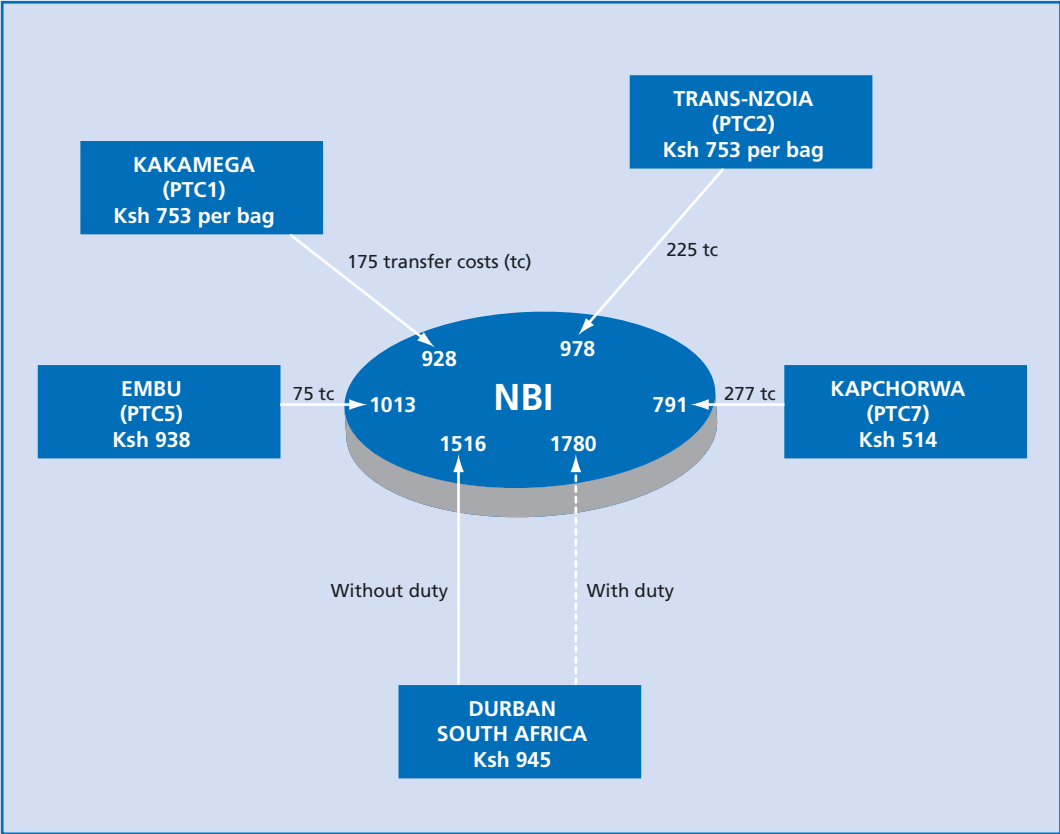 TRANS-NZOIA
(PTC2)
Ksh 753 per bag
KAKAMEGA
(PTC1)
Ksh 753 per bag
175 transfer costs (tc)
225 tc
928
978
EMBU
(PTC5)
Ksh 938
75 tc
1013
NBI
791
277 tc
KAPCHORWA
(PTC7)
Ksh 514
1516
1780
Without duty
With duty
DURBAN
SOUTH AFRICA
Ksh 945